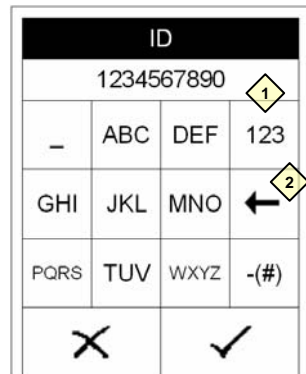 ID
1234567890
1
_ ABC DEF 123
2
GHI JKL MNO ←
PQRS TUV WXYZ -(#)